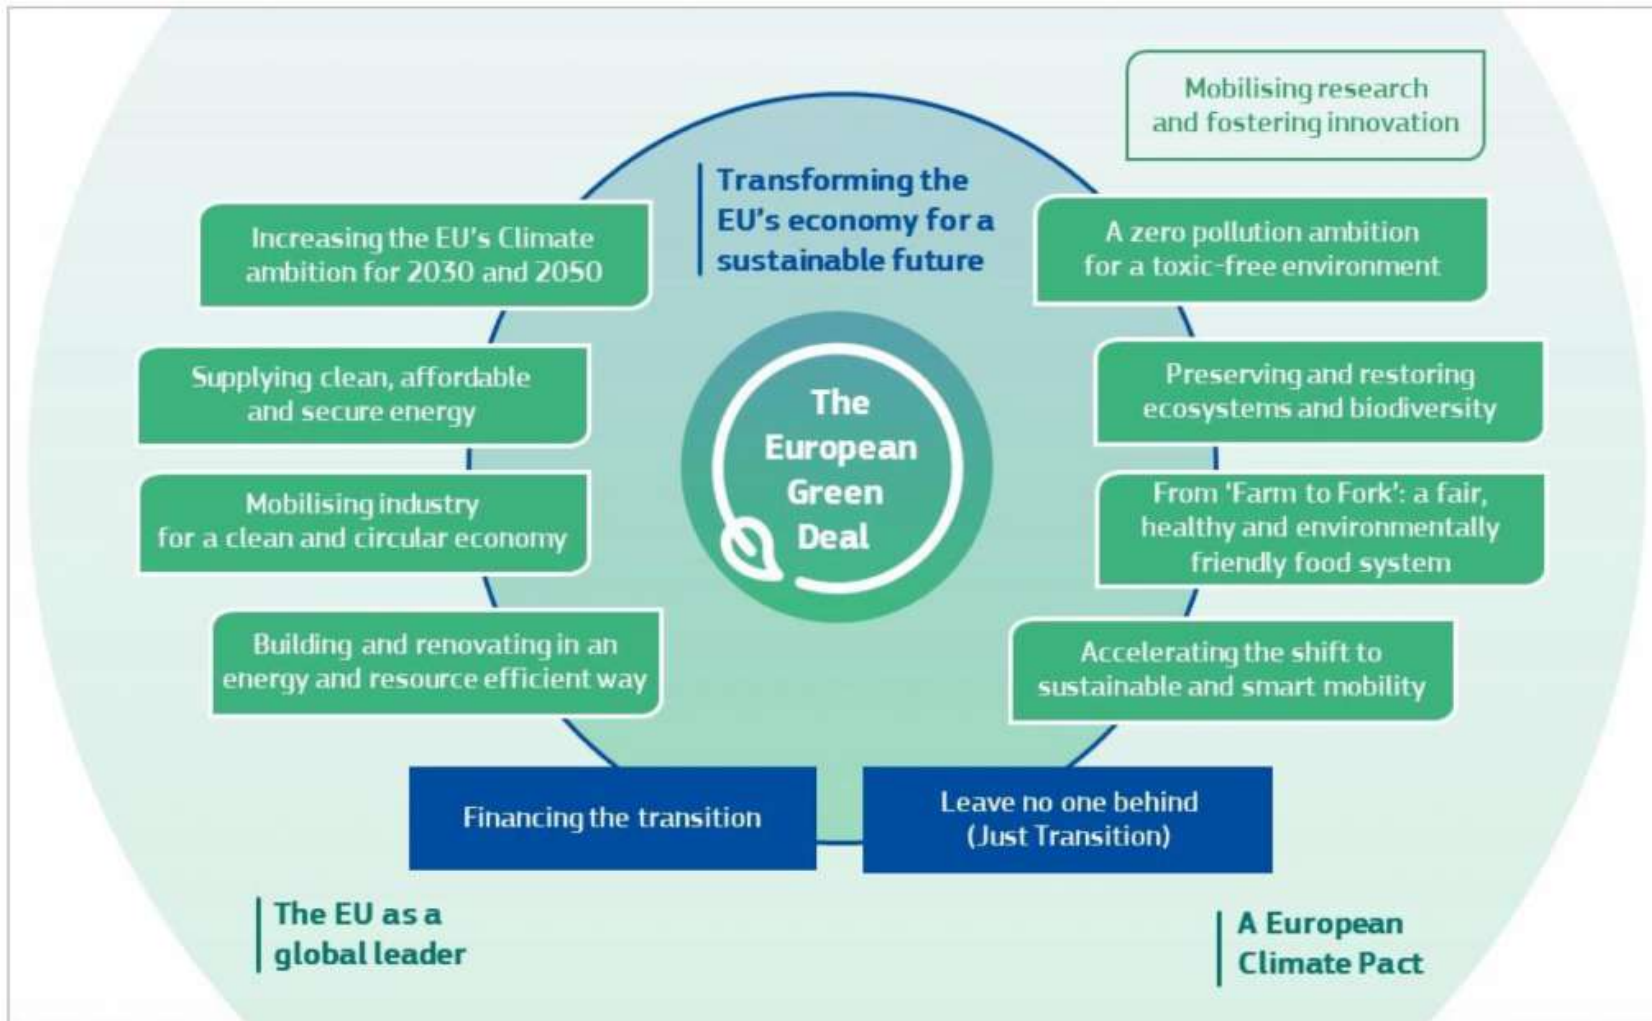 Mobilising research
and fostering innovation
Transforming the
EU's economy for a
sustainable future
Increasing the EU's Climate
ambition for 2030 and 2050
A zero pollution ambition
for a toxic-free environment
Supplying clean, affordable
and secure energy
The
European
Green
Deal
Preserving and restoring
ecosystems and biodiversity
Mobilising industry
for a clean and circular economy
From ‘Farm to Fork’: a fair,
healthy and environmentally
friendly food system
Building and renovating in an
energy and resource efficient way
Accelerating the shift to
sustainable and smart mobility
Financing the transition
Leave no one behind
(Just Transition)
The EU as a
global leader
A European
Climate Pact